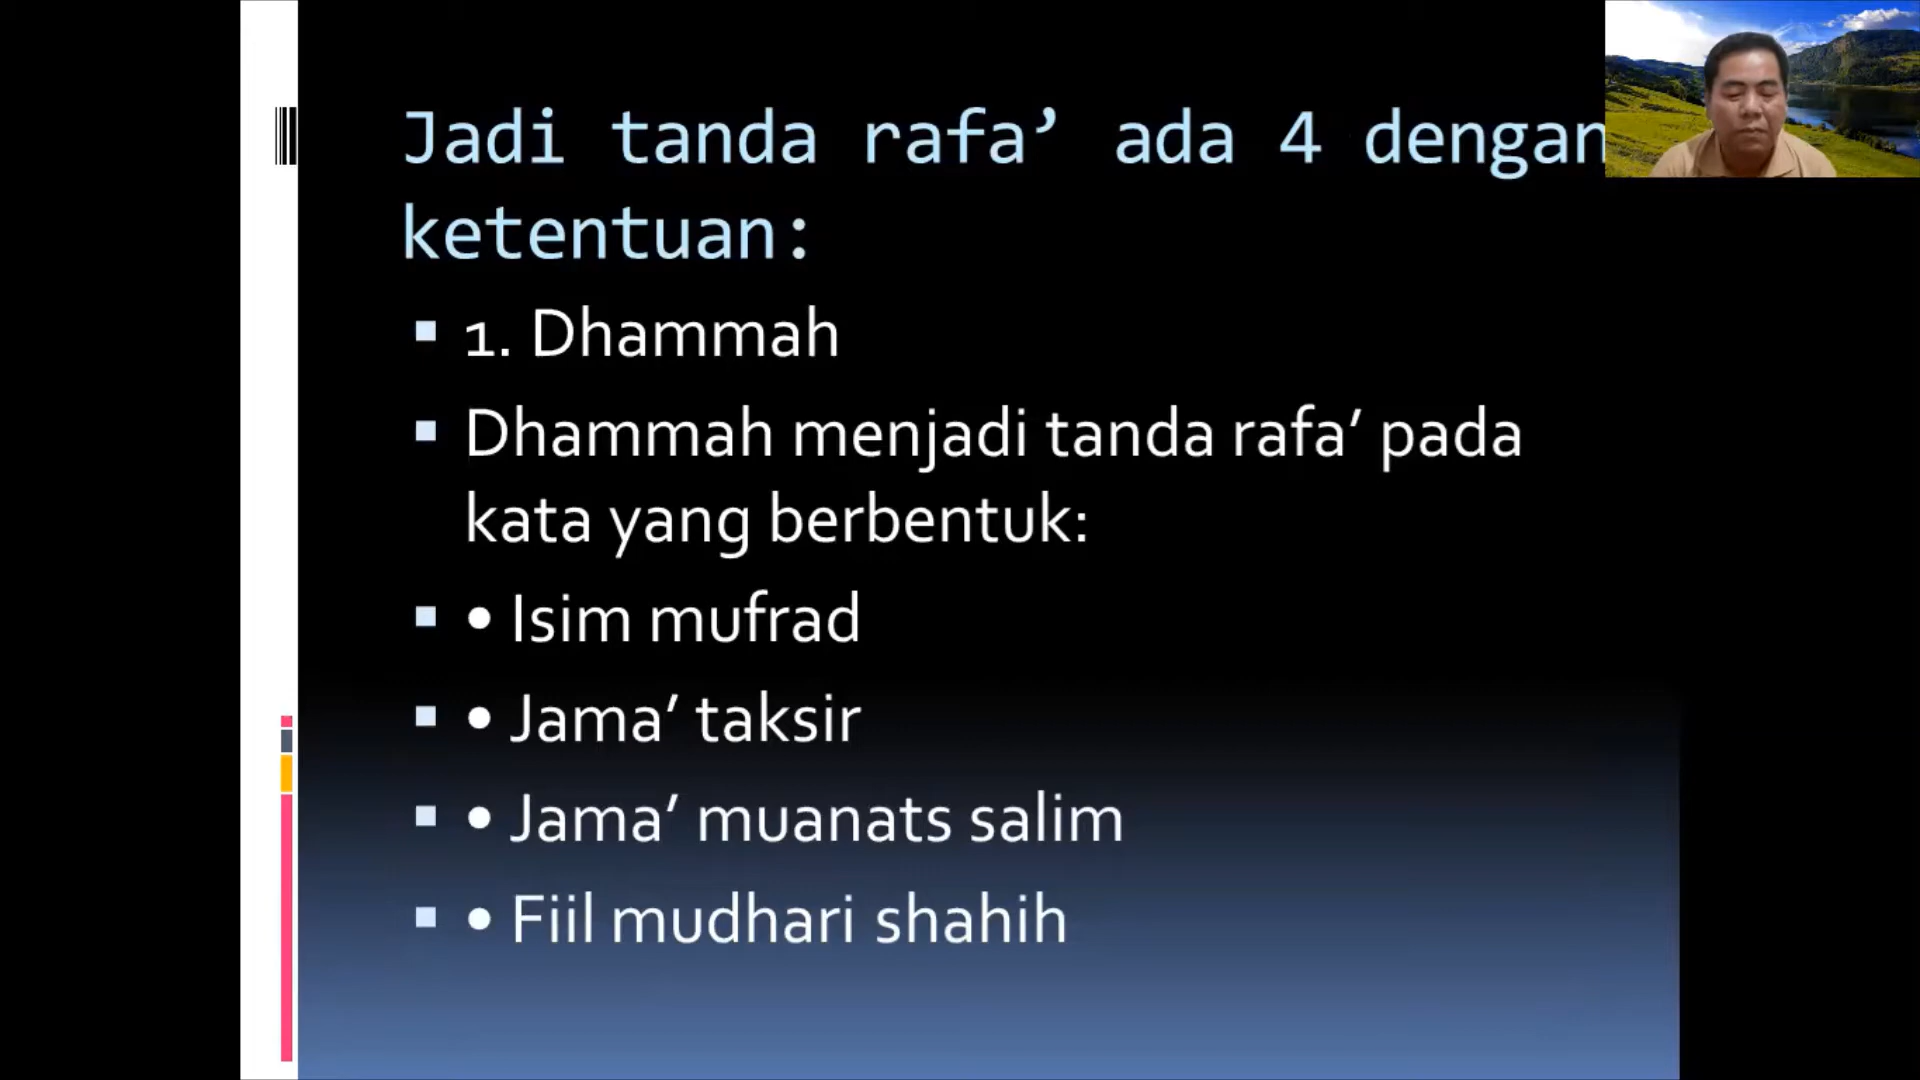 Jadi tanda rafa’ ada 4 dengan
ketentuan:
1. Dhammah
Dhammah menjadi tanda rafa’ pada
kata yang berbentuk:
• Isim mufrad
• Jama’ taksir
• Jama’ muanats salim
• Fiil mudhari shahih